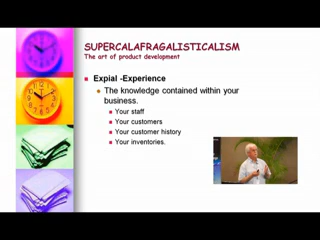 SUPERCALAFRAGALISTICALISM
The art of product development
Expial -Experience
The knowledge contained within your
business.
Your staff
Your customers
Your customer history
Your inventories.